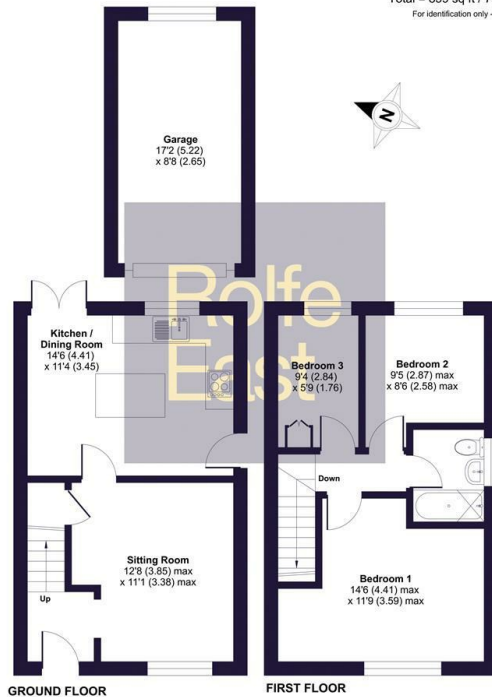 For identification only -
N
Garage
17'2 (5.22)
x 8'8 (2.65)
Rolfe
East
Kitchen /
Dining Room
14'6 (4.41)
x 11'4 (3.45)
Bedroom 3
9'4 (2.84)
x 5'9 (1.76)
Bedroom 2
9'5 (2.87) max
x 8'6 (2.58) max
Down
Sitting Room
12'8 (3.85) max
x 11'1 (3.38) max
Up
Bedroom 1
14'6 (4.41) max
x 11'9 (3.59) max
GROUND FLOOR
FIRST FLOOR